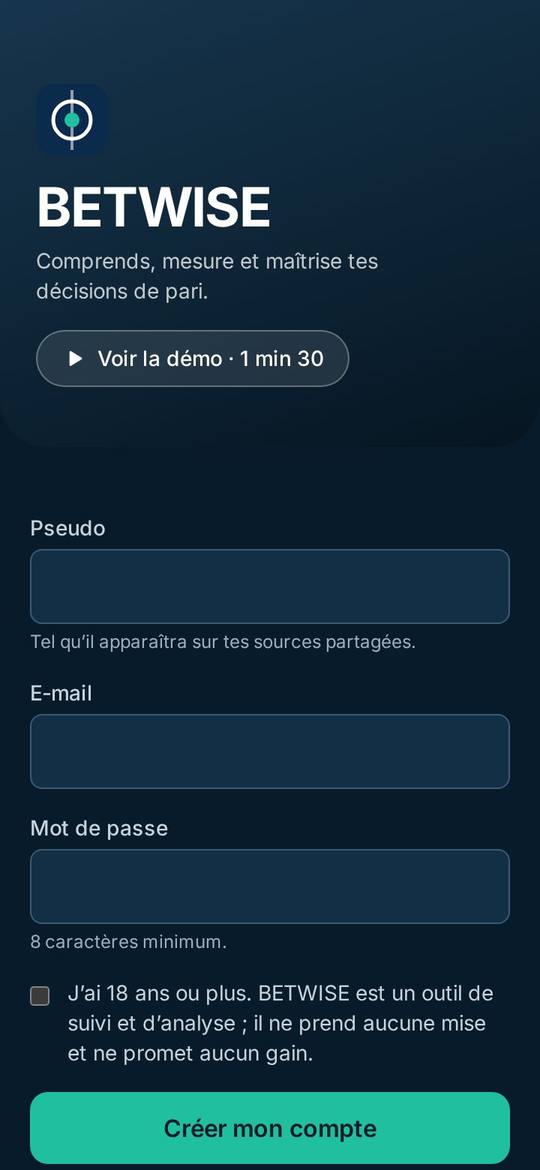 BETWISE
Comprends, mesure et maîtrise tes
décisions de pari.
Voir la démo · 1 min 30
Pseudo
Tel qu’il apparaîtra sur tes sources partagées.
E-mail
Mot de passe
8 caractères minimum.
J’ai 18 ans ou plus. BETWISE est un outil de
suivi et d’analyse ; il ne prend aucune mise
et ne promet aucun gain.
Créer mon compte